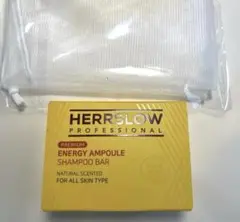 HERRSLOW
PROFESSIONAL
PREMIUM
ENERGY AMPOULE
SHAMPOO BAR
NATURAL SCENTED
FOR ALL SKIN TYPE